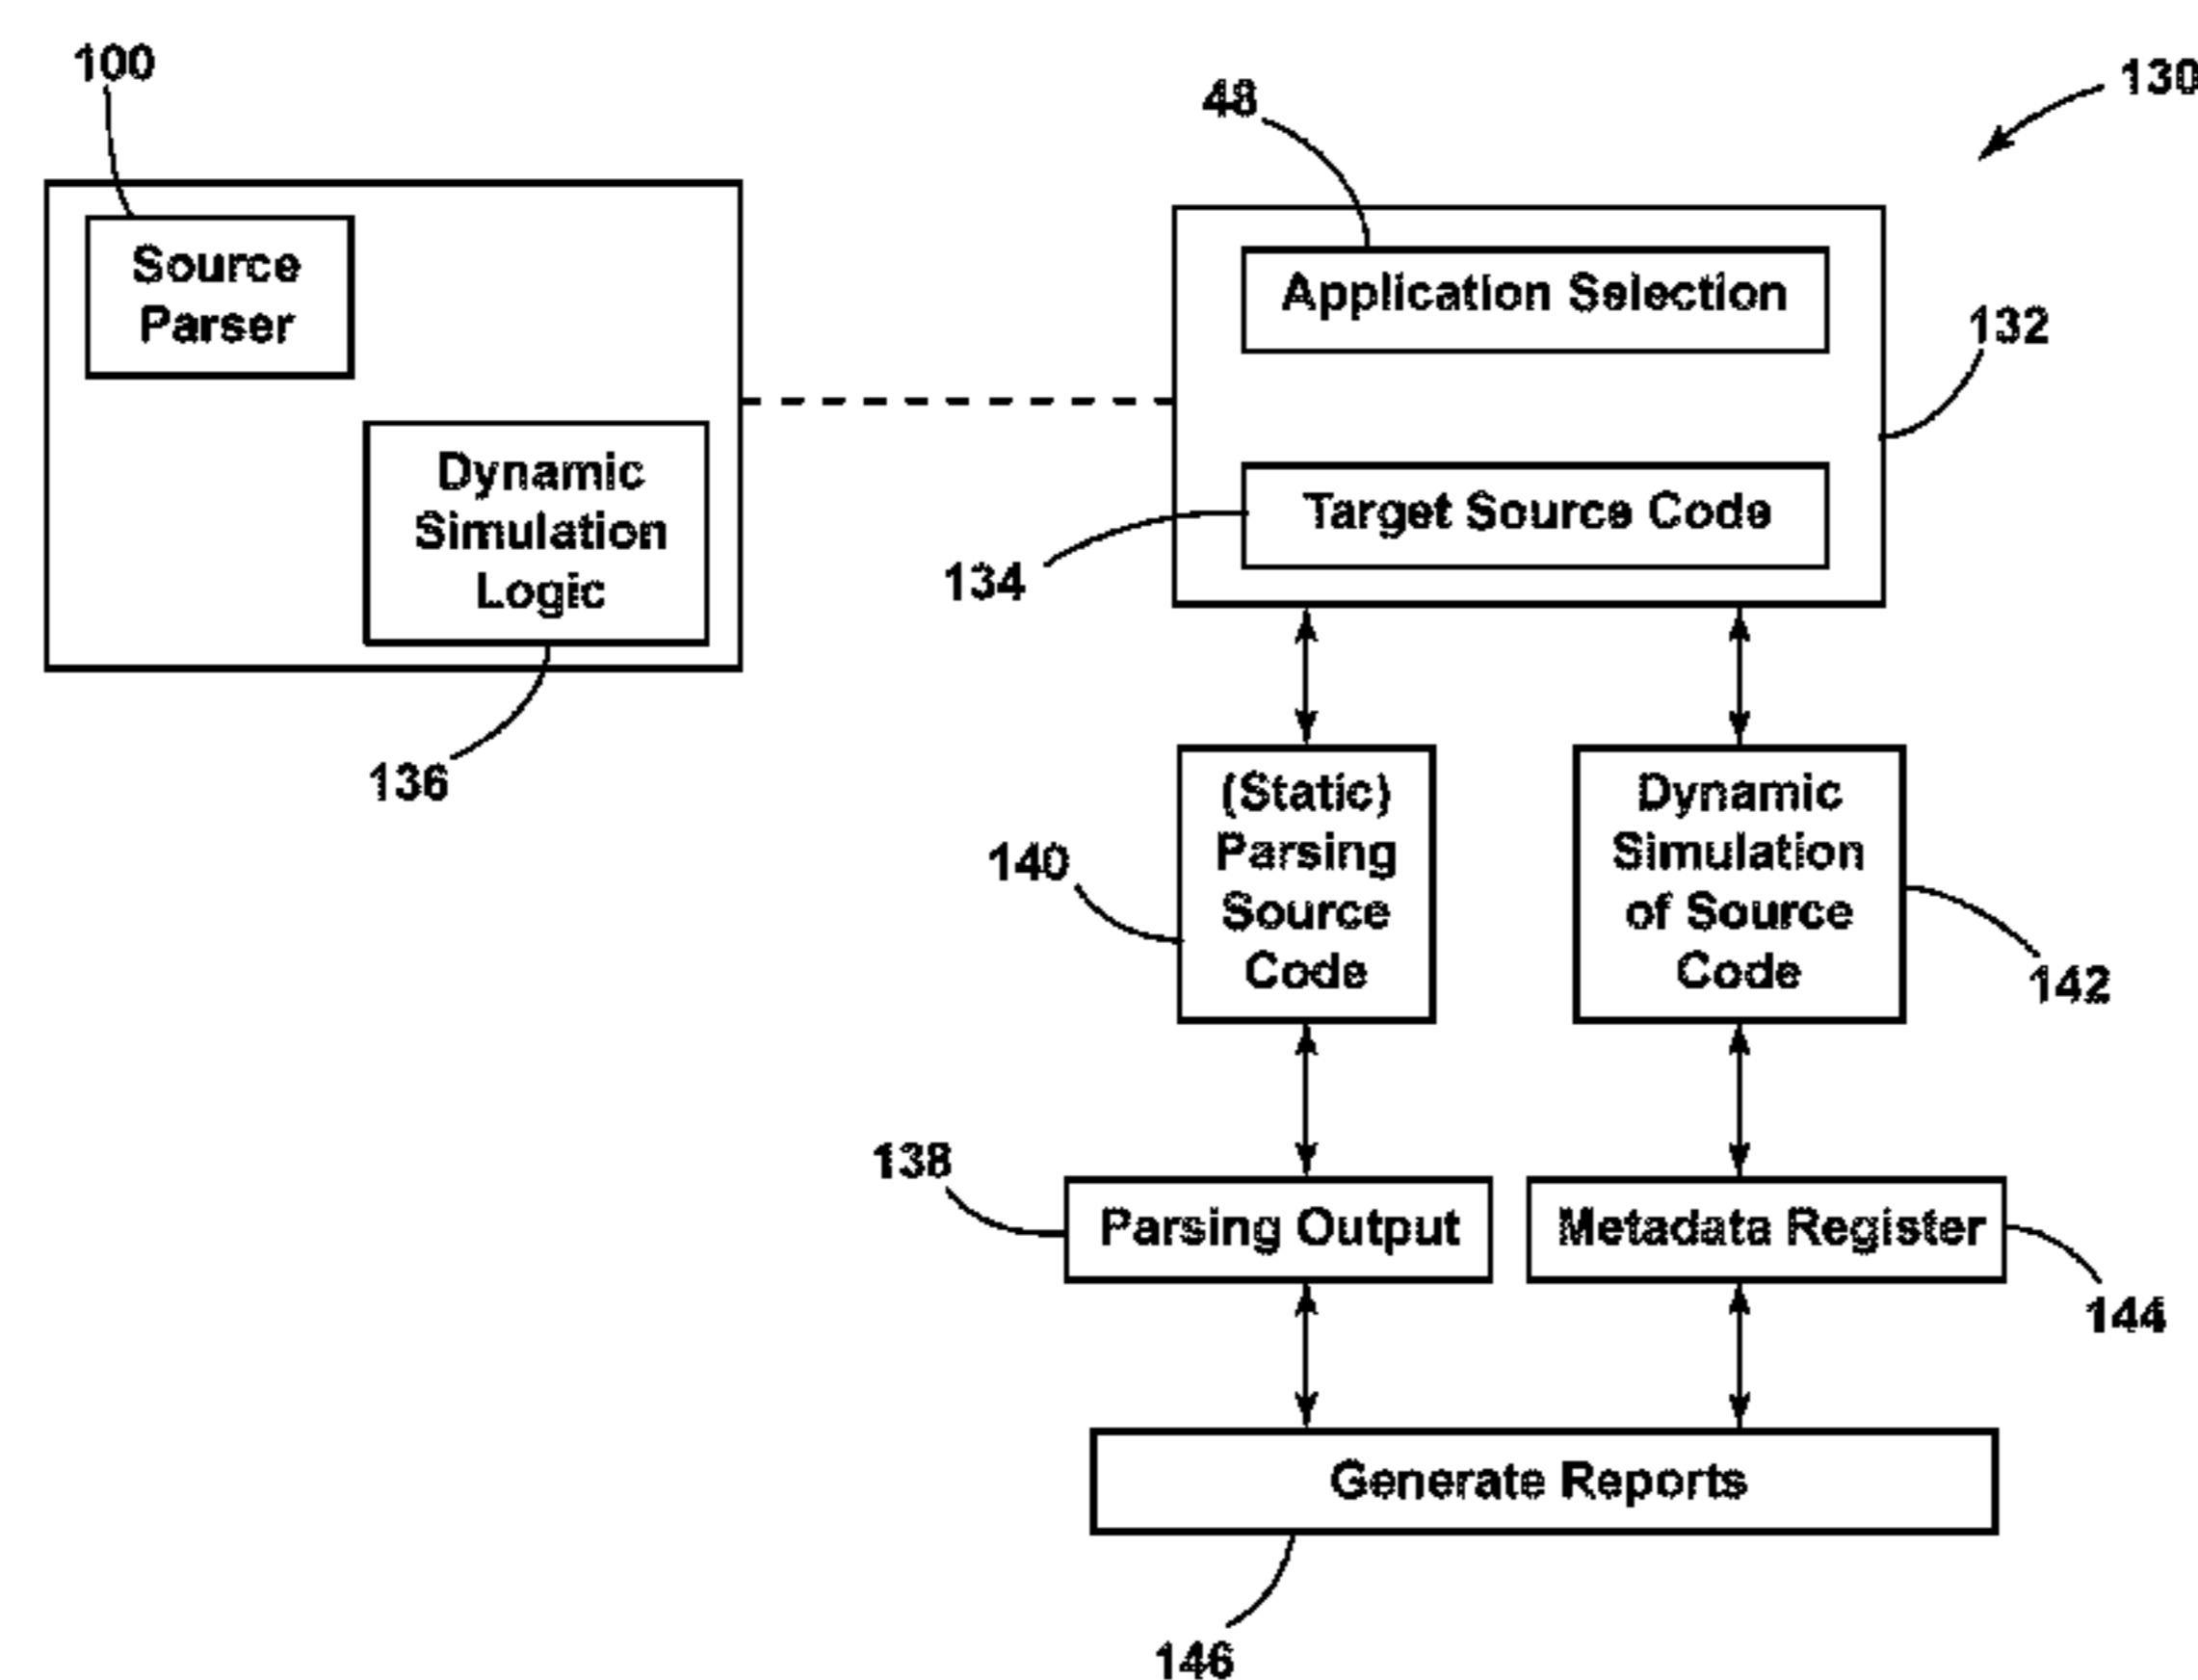 100
48
130
Source
Parser
Application Selection
132
Dynamic
Simulation
Logic
Target Source Code
134
136
(Static)
Parsing
Source
Code
140
Dynamic
Simulation
of Source
Code
142
138
Parsing Output
Metadata Register
144
Generate Reports
146